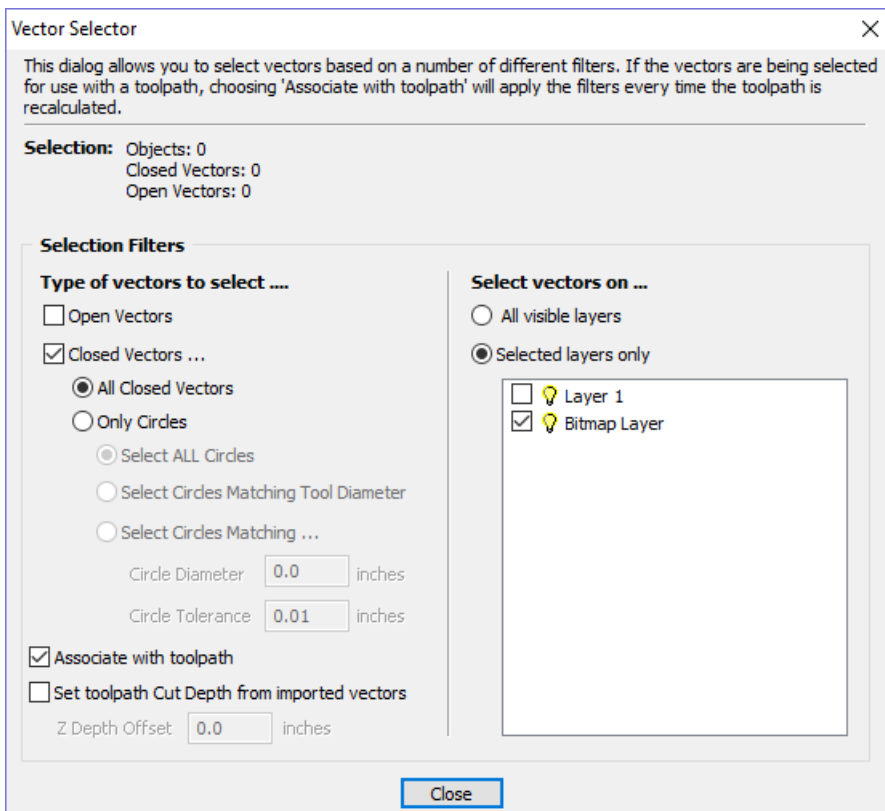 Vector Selector
This dialog allows you to select vectors based on a number of different filters. If the vectors are being selected
for use with a toolpath, choosing 'Associate with toolpath' will apply the filters every time the toolpath is
recalculated.
Selection: Objects: 0
Closed Vectors: 0
Open Vectors: 0
Selection Filters
Type of vectors to select ....
Open Vectors
Closed Vectors ...
All Closed Vectors
Only Circles
Select ALL Circles
Select Circles Matching Tool Diameter
Select Circles Matching ...
Circle Diameter 0.0 inches
Circle Tolerance 0.01 inches
Associate with toolpath
Set toolpath Cut Depth from imported vectors
Z Depth Offset 0.0 inches
Select vectors on ...
All visible layers
Selected layers only
Layer 1
Bitmap Layer
Close